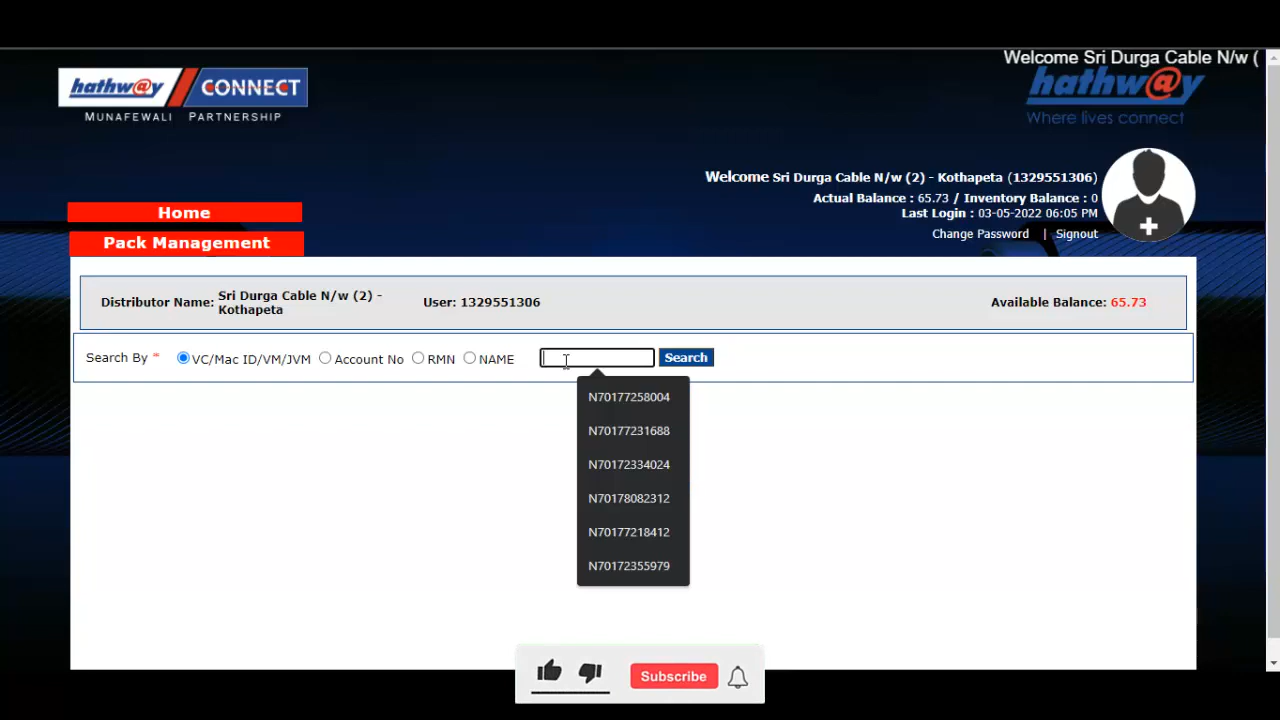 Welcome Sri Durga Cable N/w (
hathw@y CONNECT
MUNAFEWALI PARTNERSHIP
hathw@y
Where lives connect
Welcome Sri Durga Cable N/w (2) - Kothapeta (1329551306)
Actual Balance : 65.73 / Inventory Balance : 0
Last Login : 03-05-2022 06:05 PM
Change Password | Signout
Home
Pack Management
Distributor Name: Sri Durga Cable N/w (2) - Kothapeta User: 1329551306 Available Balance: 65.73
Search By * VC/Mac ID/VM/JVM Account No RMN NAME Search
N70177258004
N70177231688
N70172334024
N70178082312
N70177218412
N70172355979
Subscribe